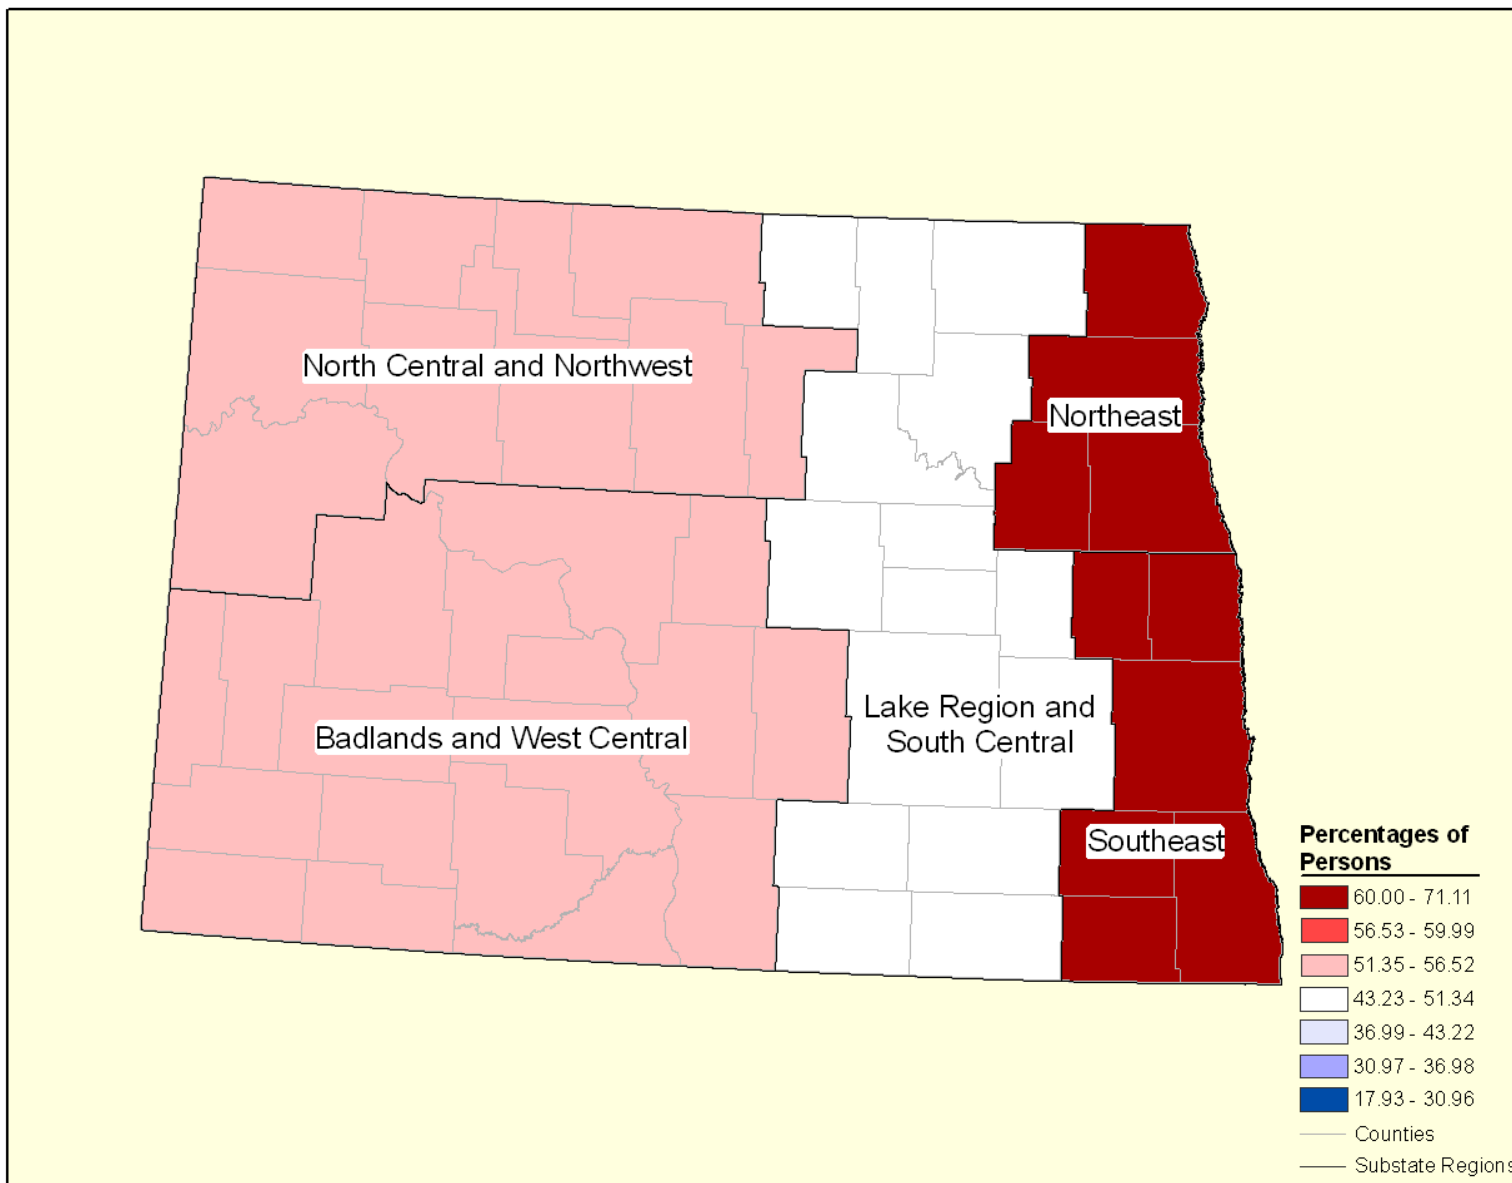 North Central and Northwest
Northeast
Lake Region and
South Central
Badlands and West Central
Southeast
Percentages of
Persons
60.00 - 71.11
56.53 - 59.99
51.35 - 56.52
43.23 - 51.34
36.99 - 43.22
30.97 - 36.98
17.93 - 30.96
Counties
Substate Regions